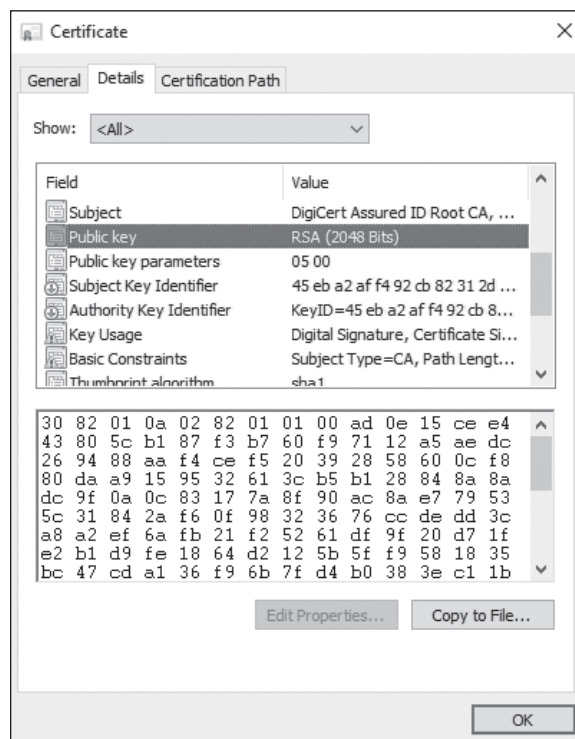 Certificate
General Details Certification Path
Show: <All>
Field Value
Subject DigiCert Assured ID Root CA, ...
Public key RSA (2048 Bits)
Public key parameters 05 00
Subject Key Identifier 45 eb a2 af f4 92 cb 82 31 2d ...
Authority Key Identifier KeyID=45 eb a2 af f4 92 cb 8...
Key Usage Digital Signature, Certificate Si...
Basic Constraints Subject Type=CA, Path Lengt...
Thumbprint algorithm sha1
30 82 01 0a 02 82 01 01 00 ad 0e 15 ce e4
43 80 5c b1 87 f3 b7 60 f9 71 12 a5 ae dc
26 94 88 aa f4 ce f5 20 39 28 58 60 0c f8
80 da a9 15 95 32 61 3c b5 b1 28 84 8a 8a
dc 9f 0a 0c 83 17 7a 8f 90 ac 8a e7 79 53
5c 31 84 2a f6 0f 98 32 36 76 cc de dd 3c
a8 a2 ef 6a fb 21 f2 52 61 df 9f 20 d7 1f
e2 b1 d9 fe 18 64 d2 12 5b 5f f9 58 18 35
bc 47 cd a1 36 f9 6b 7f d4 b0 38 3e c1 1b
Edit Properties... Copy to File...
OK